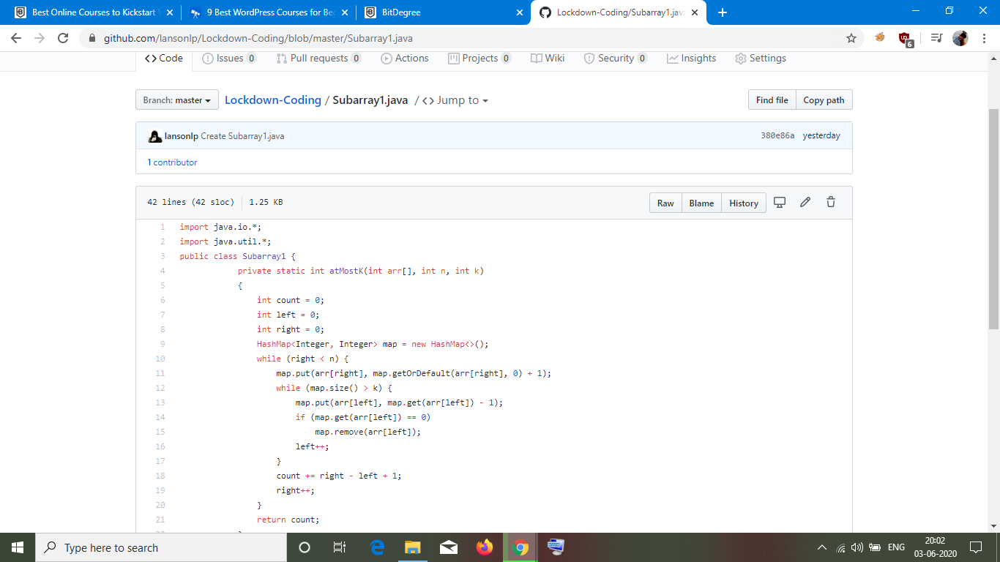 Best Online Courses to Kickstart
9 Best WordPress Courses for Be
BitDegree
Lockdown-Coding/Subarray1.java
github.com/lansonlp/Lockdown-Coding/blob/master/Subarray1.java
6
Code
Issues 0
Pull requests 0
Actions
Projects 0
Wiki
Security 0
Insights
Settings
Branch: master
Lockdown-Coding / Subarray1.java / <> Jump to
Find file
Copy path
lansonlp Create Subarray1.java
380e86a yesterday
1 contributor
42 lines (42 sloc) 1.25 KB
Raw
Blame
History
1 import java.io.*;
2 import java.util.*;
3 public class Subarray1 {
4 private static int atMostK(int arr[], int n, int k)
5 {
6 int count = 0;
7 int left = 0;
8 int right = 0;
9 HashMap<Integer, Integer> map = new HashMap<>();
10 while (right < n) {
11 map.put(arr[right], map.getOrDefault(arr[right], 0) + 1);
12 while (map.size() > k) {
13 map.put(arr[left], map.get(arr[left]) - 1);
14 if (map.get(arr[left]) == 0)
15 map.remove(arr[left]);
16 left++;
17 }
18 count += right - left + 1;
19 right++;
20 }
21 return count;
Type here to search
ENG
20:02
03-06-2020